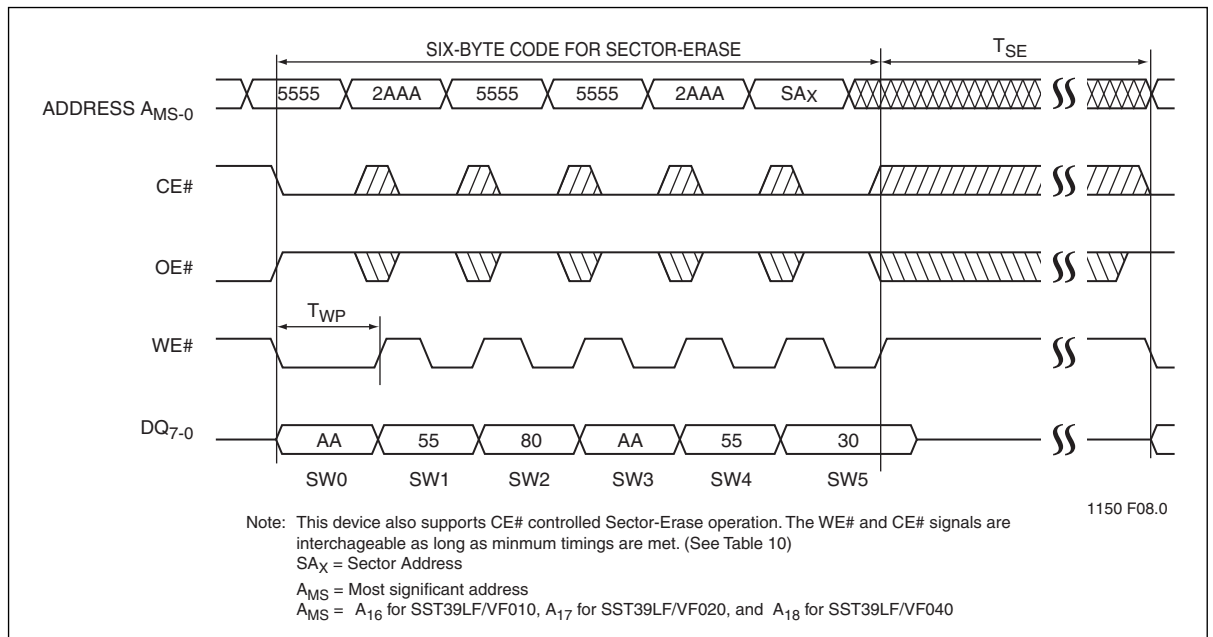 SIX-BYTE CODE FOR SECTOR-ERASE TSE
ADDRESS AMS-0 5555 2AAA 5555 5555 2AAA SAX
CE#
OE#
TWP
WE#
DQ7-0 AA 55 80 AA 55 30
SW0 SW1 SW2 SW3 SW4 SW5
1150 F08.0
Note: This device also supports CE# controlled Sector-Erase operation. The WE# and CE# signals are
interchageable as long as minmum timings are met. (See Table 10)
SAX = Sector Address
AMS = Most significant address
AMS = A16 for SST39LF/VF010, A17 for SST39LF/VF020, and A18 for SST39LF/VF040